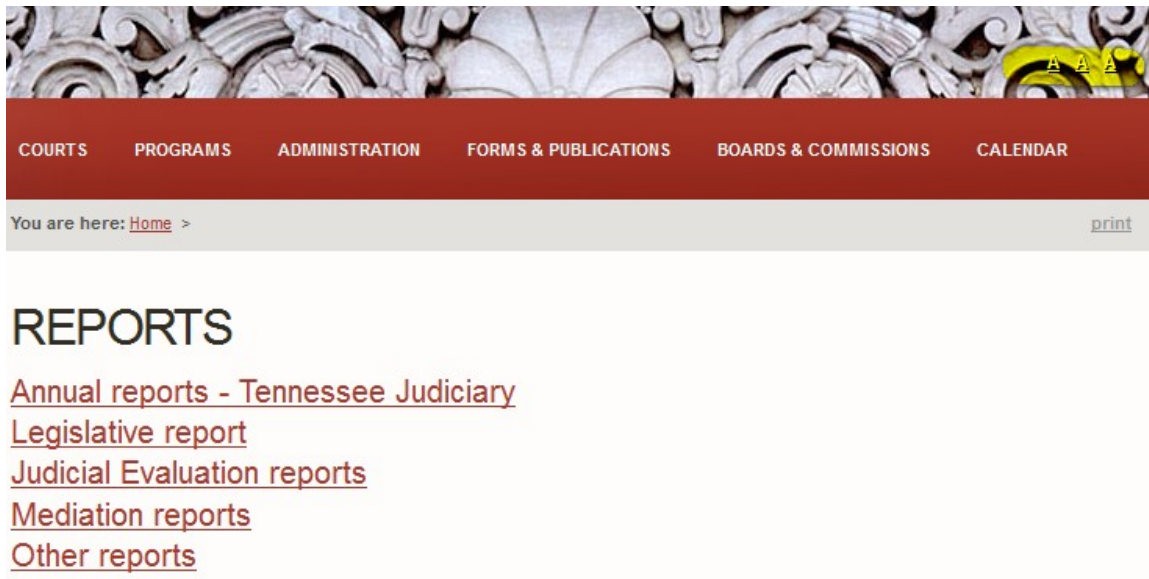 A A A
COURTS PROGRAMS ADMINISTRATION FORMS & PUBLICATIONS BOARDS & COMMISSIONS CALENDAR
You are here: Home > print
REPORTS
Annual reports - Tennessee Judiciary
Legislative report
Judicial Evaluation reports
Mediation reports
Other reports